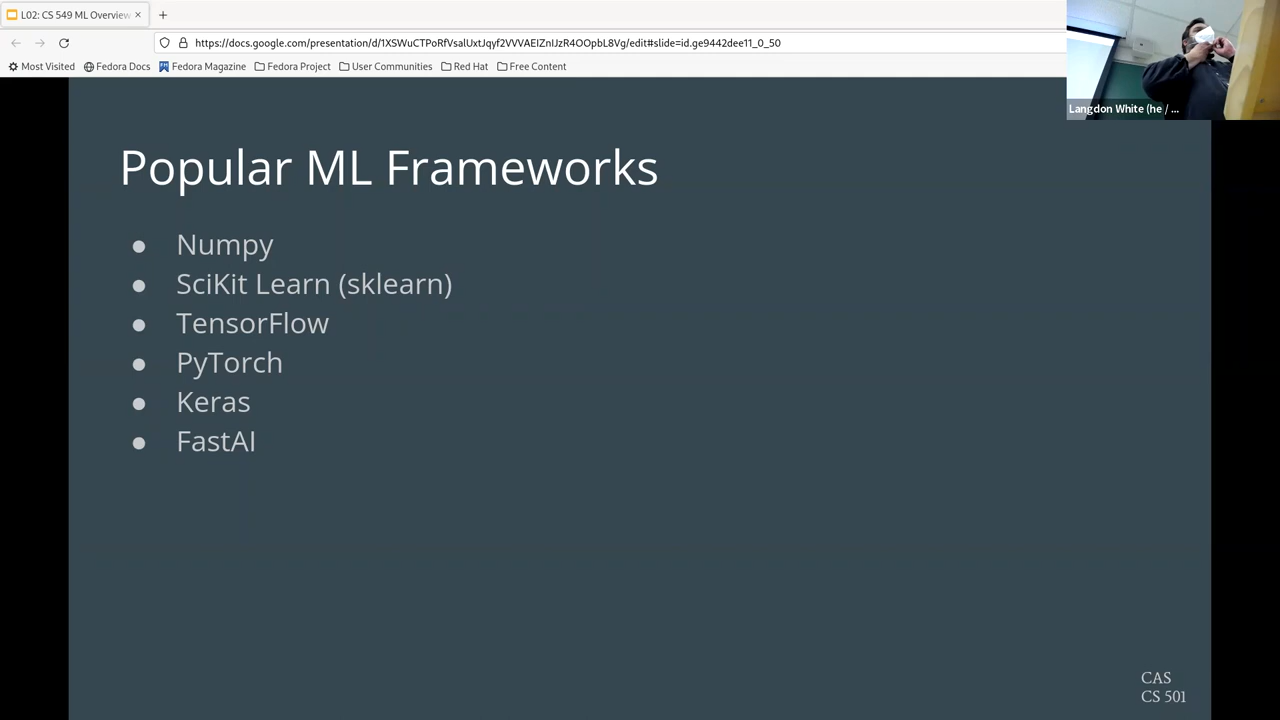 L02: CS 549 ML Overview
https://docs.google.com/presentation/d/1XSWuCTPoRfVsalUxtJqyf2VVVAEIZnIJzR4OOpbL8Vg/edit#slide=id.ge9442dee11_0_50
Most Visited Fedora Docs Fedora Magazine Fedora Project User Communities Red Hat Free Content
Langdon White (he / ...
Popular ML Frameworks
● Numpy
● SciKit Learn (sklearn)
● TensorFlow
● PyTorch
● Keras
● FastAI
CAS
CS 501